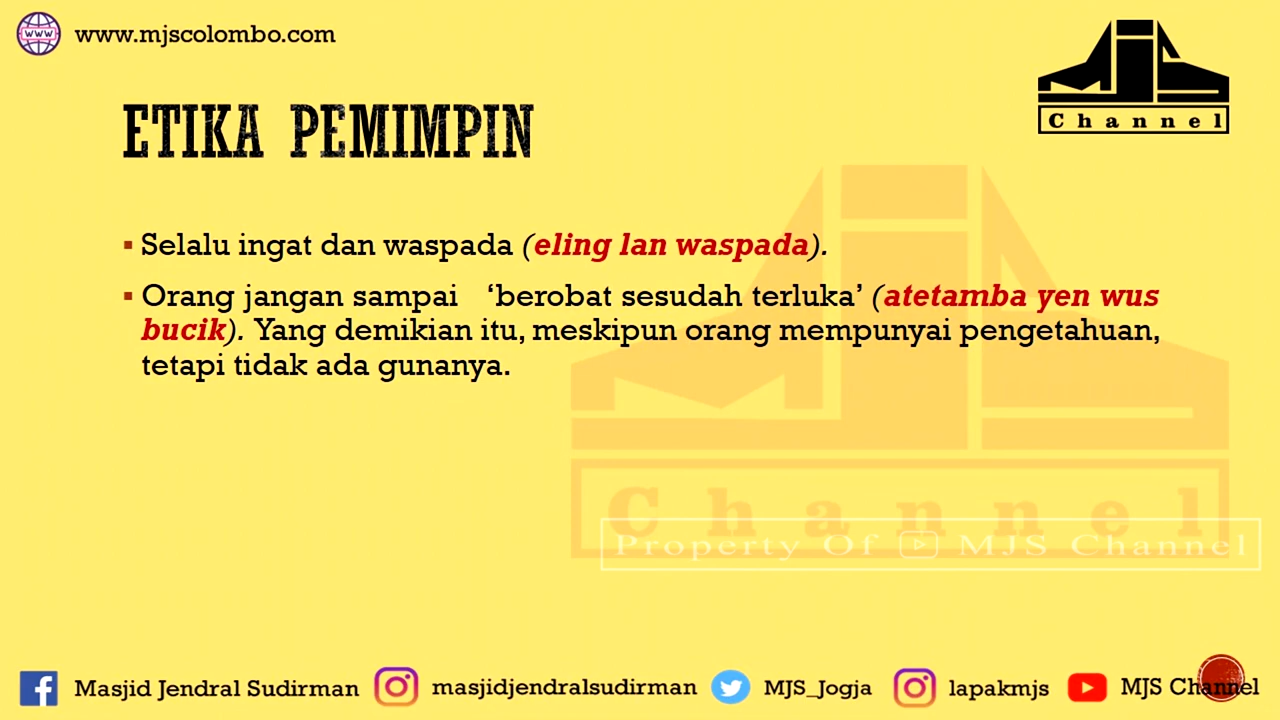 www.mjscolombo.com
MJS
Channel
ETIKA PEMIMPIN
▪ Selalu ingat dan waspada (eling lan waspada).
▪ Orang jangan sampai ‘berobat sesudah terluka’ (atetamba yen wus
bucik). Yang demikian itu, meskipun orang mempunyai pengetahuan,
tetapi tidak ada gunanya.
Channel
Property Of MJS Channel
Masjid Jendral Sudirman masjidjendralsudirman MJS_Jogja lapakmjs MJS Channel